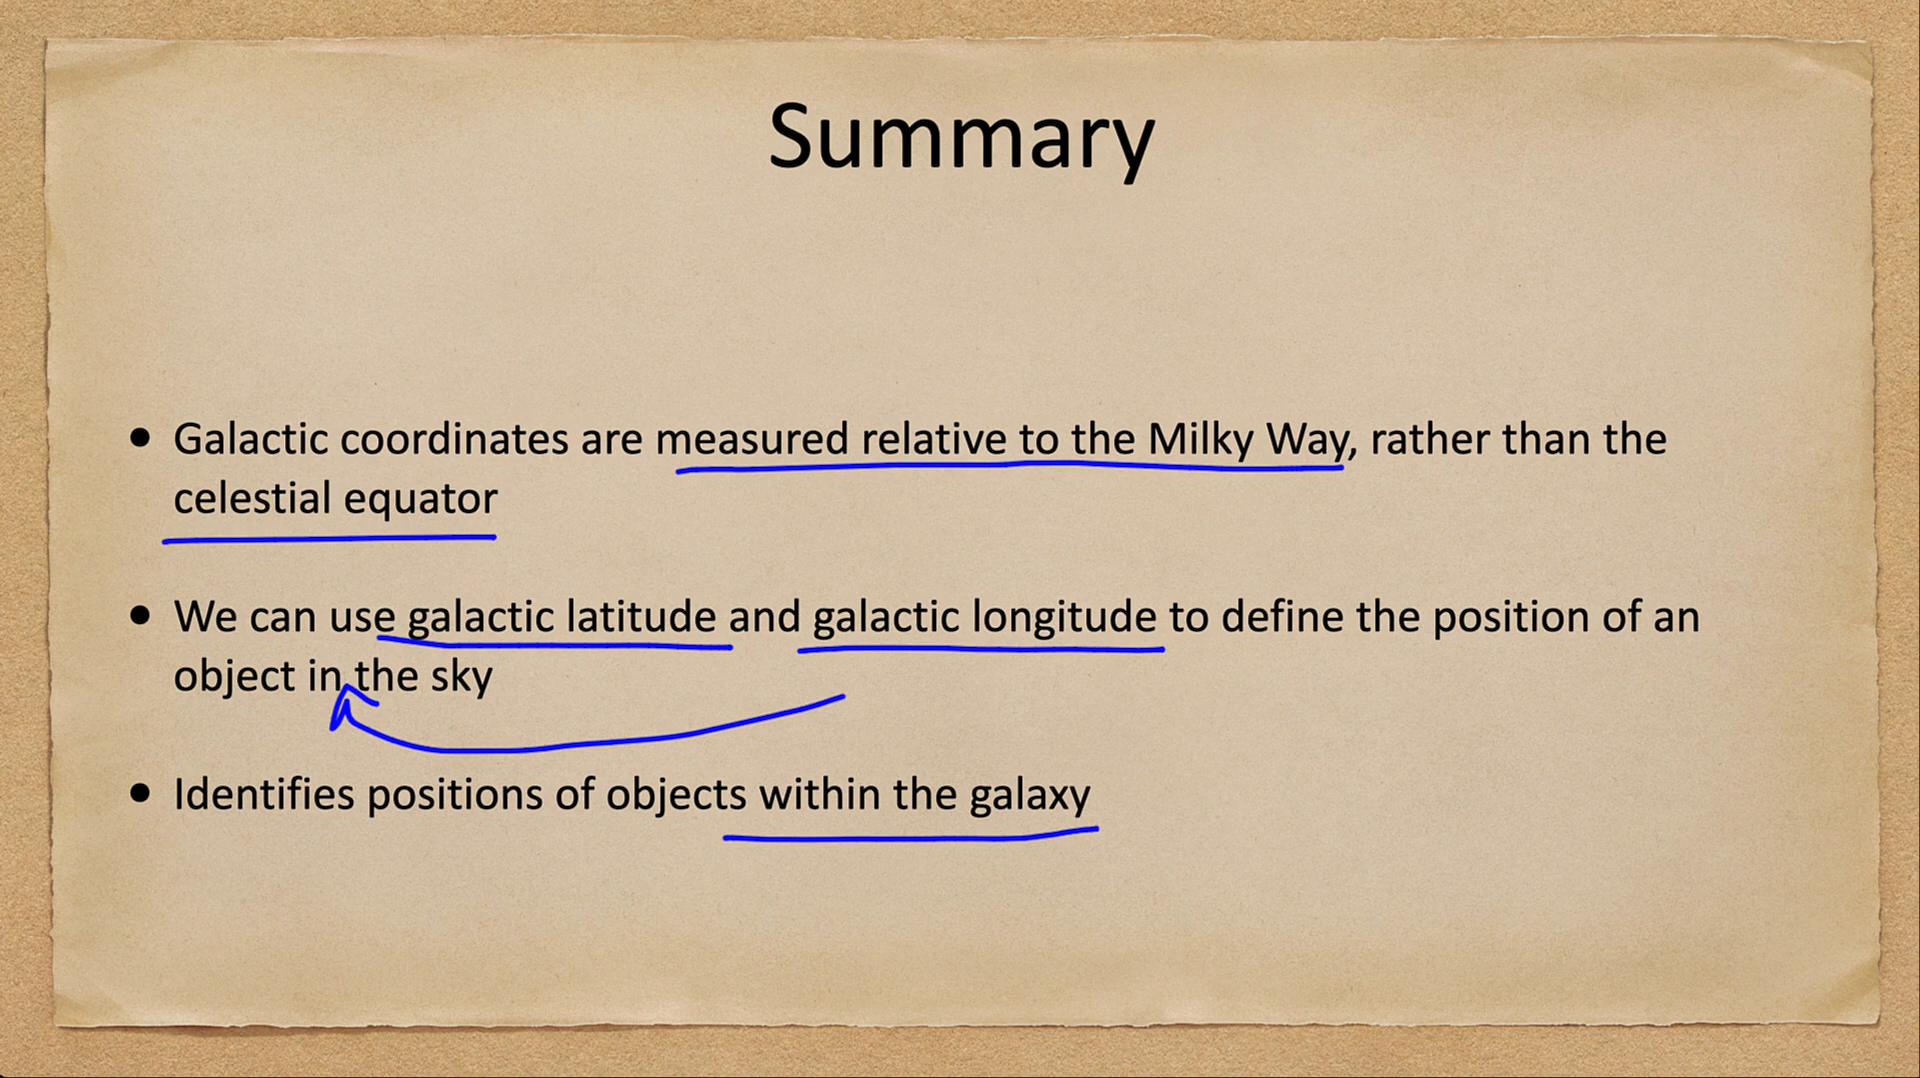 Summary
• Galactic coordinates are measured relative to the Milky Way, rather than the
celestial equator
• We can use galactic latitude and galactic longitude to define the position of an
object in the sky
• Identifies positions of objects within the galaxy